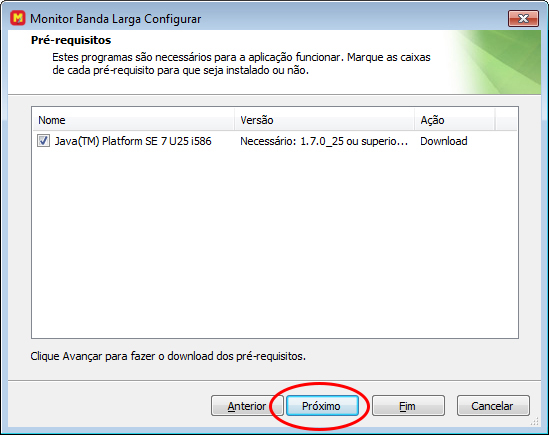 Monitor Banda Larga Configurar
Pré-requisitos
Estes programas são necessários para a aplicação funcionar. Marque as caixas
de cada pré-requisito para que seja instalado ou não.
Nome Versão Ação
Java(TM) Platform SE 7 U25 i586 Necessário: 1.7.0_25 ou superio... Download
Clique Avançar para fazer o download dos pré-requisitos.
Anterior Próximo Fim Cancelar